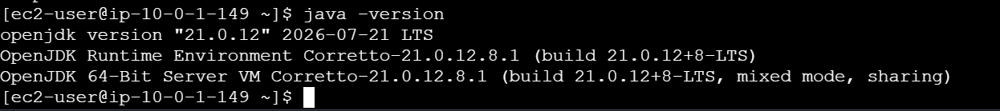 [ec2-user@ip-10-0-1-149 ~]$ java -version
openjdk version "21.0.12" 2026-07-21 LTS
OpenJDK Runtime Environment Corretto-21.0.12.8.1 (build 21.0.12+8-LTS)
OpenJDK 64-Bit Server VM Corretto-21.0.12.8.1 (build 21.0.12+8-LTS, mixed mode, sharing)
[ec2-user@ip-10-0-1-149 ~]$